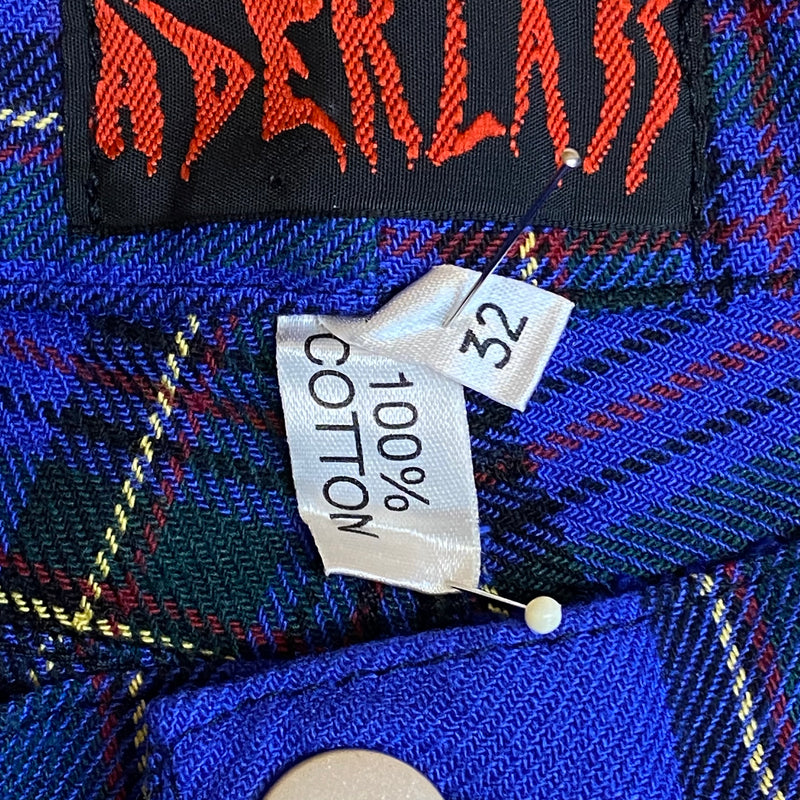 ADERLASS
32
100%
COTTON